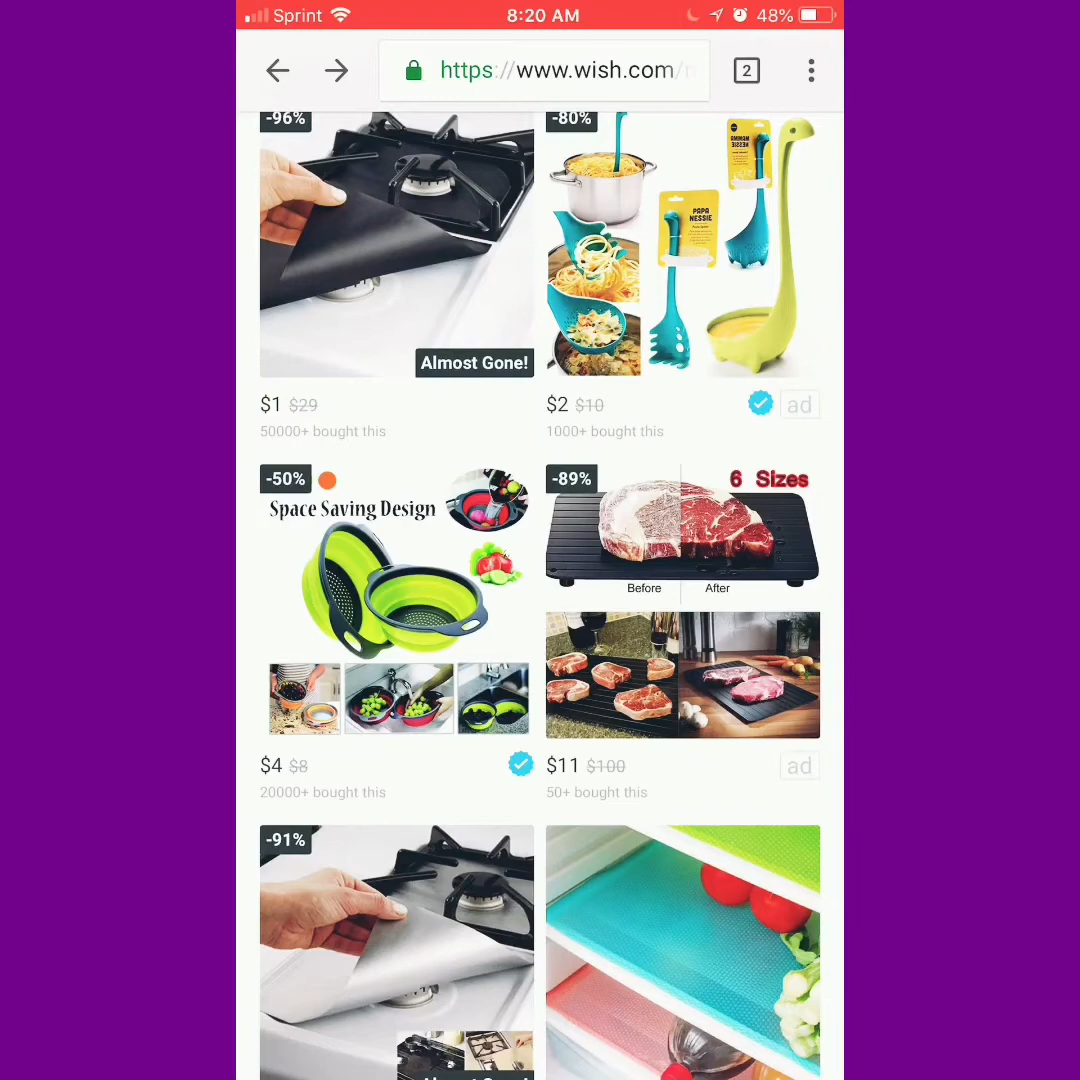 Sprint 8:20 AM 48%
https://www.wish.com/
2
-96%
-80%
PAPA
NESSIE
Almost Gone!
$1 $29
50000+ bought this
$2 $10
ad
1000+ bought this
-50%
Space Saving Design
-89%
6 Sizes
Before After
$4 $8
20000+ bought this
$11 $100
ad
50+ bought this
-91%